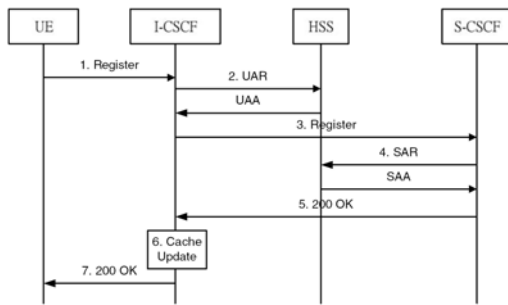 UE
I-CSCF
HSS
S-CSCF
1. Register
2. UAR
UAA
3. Register
4. SAR
SAA
5. 200 OK
6. Cache
Update
7. 200 OK